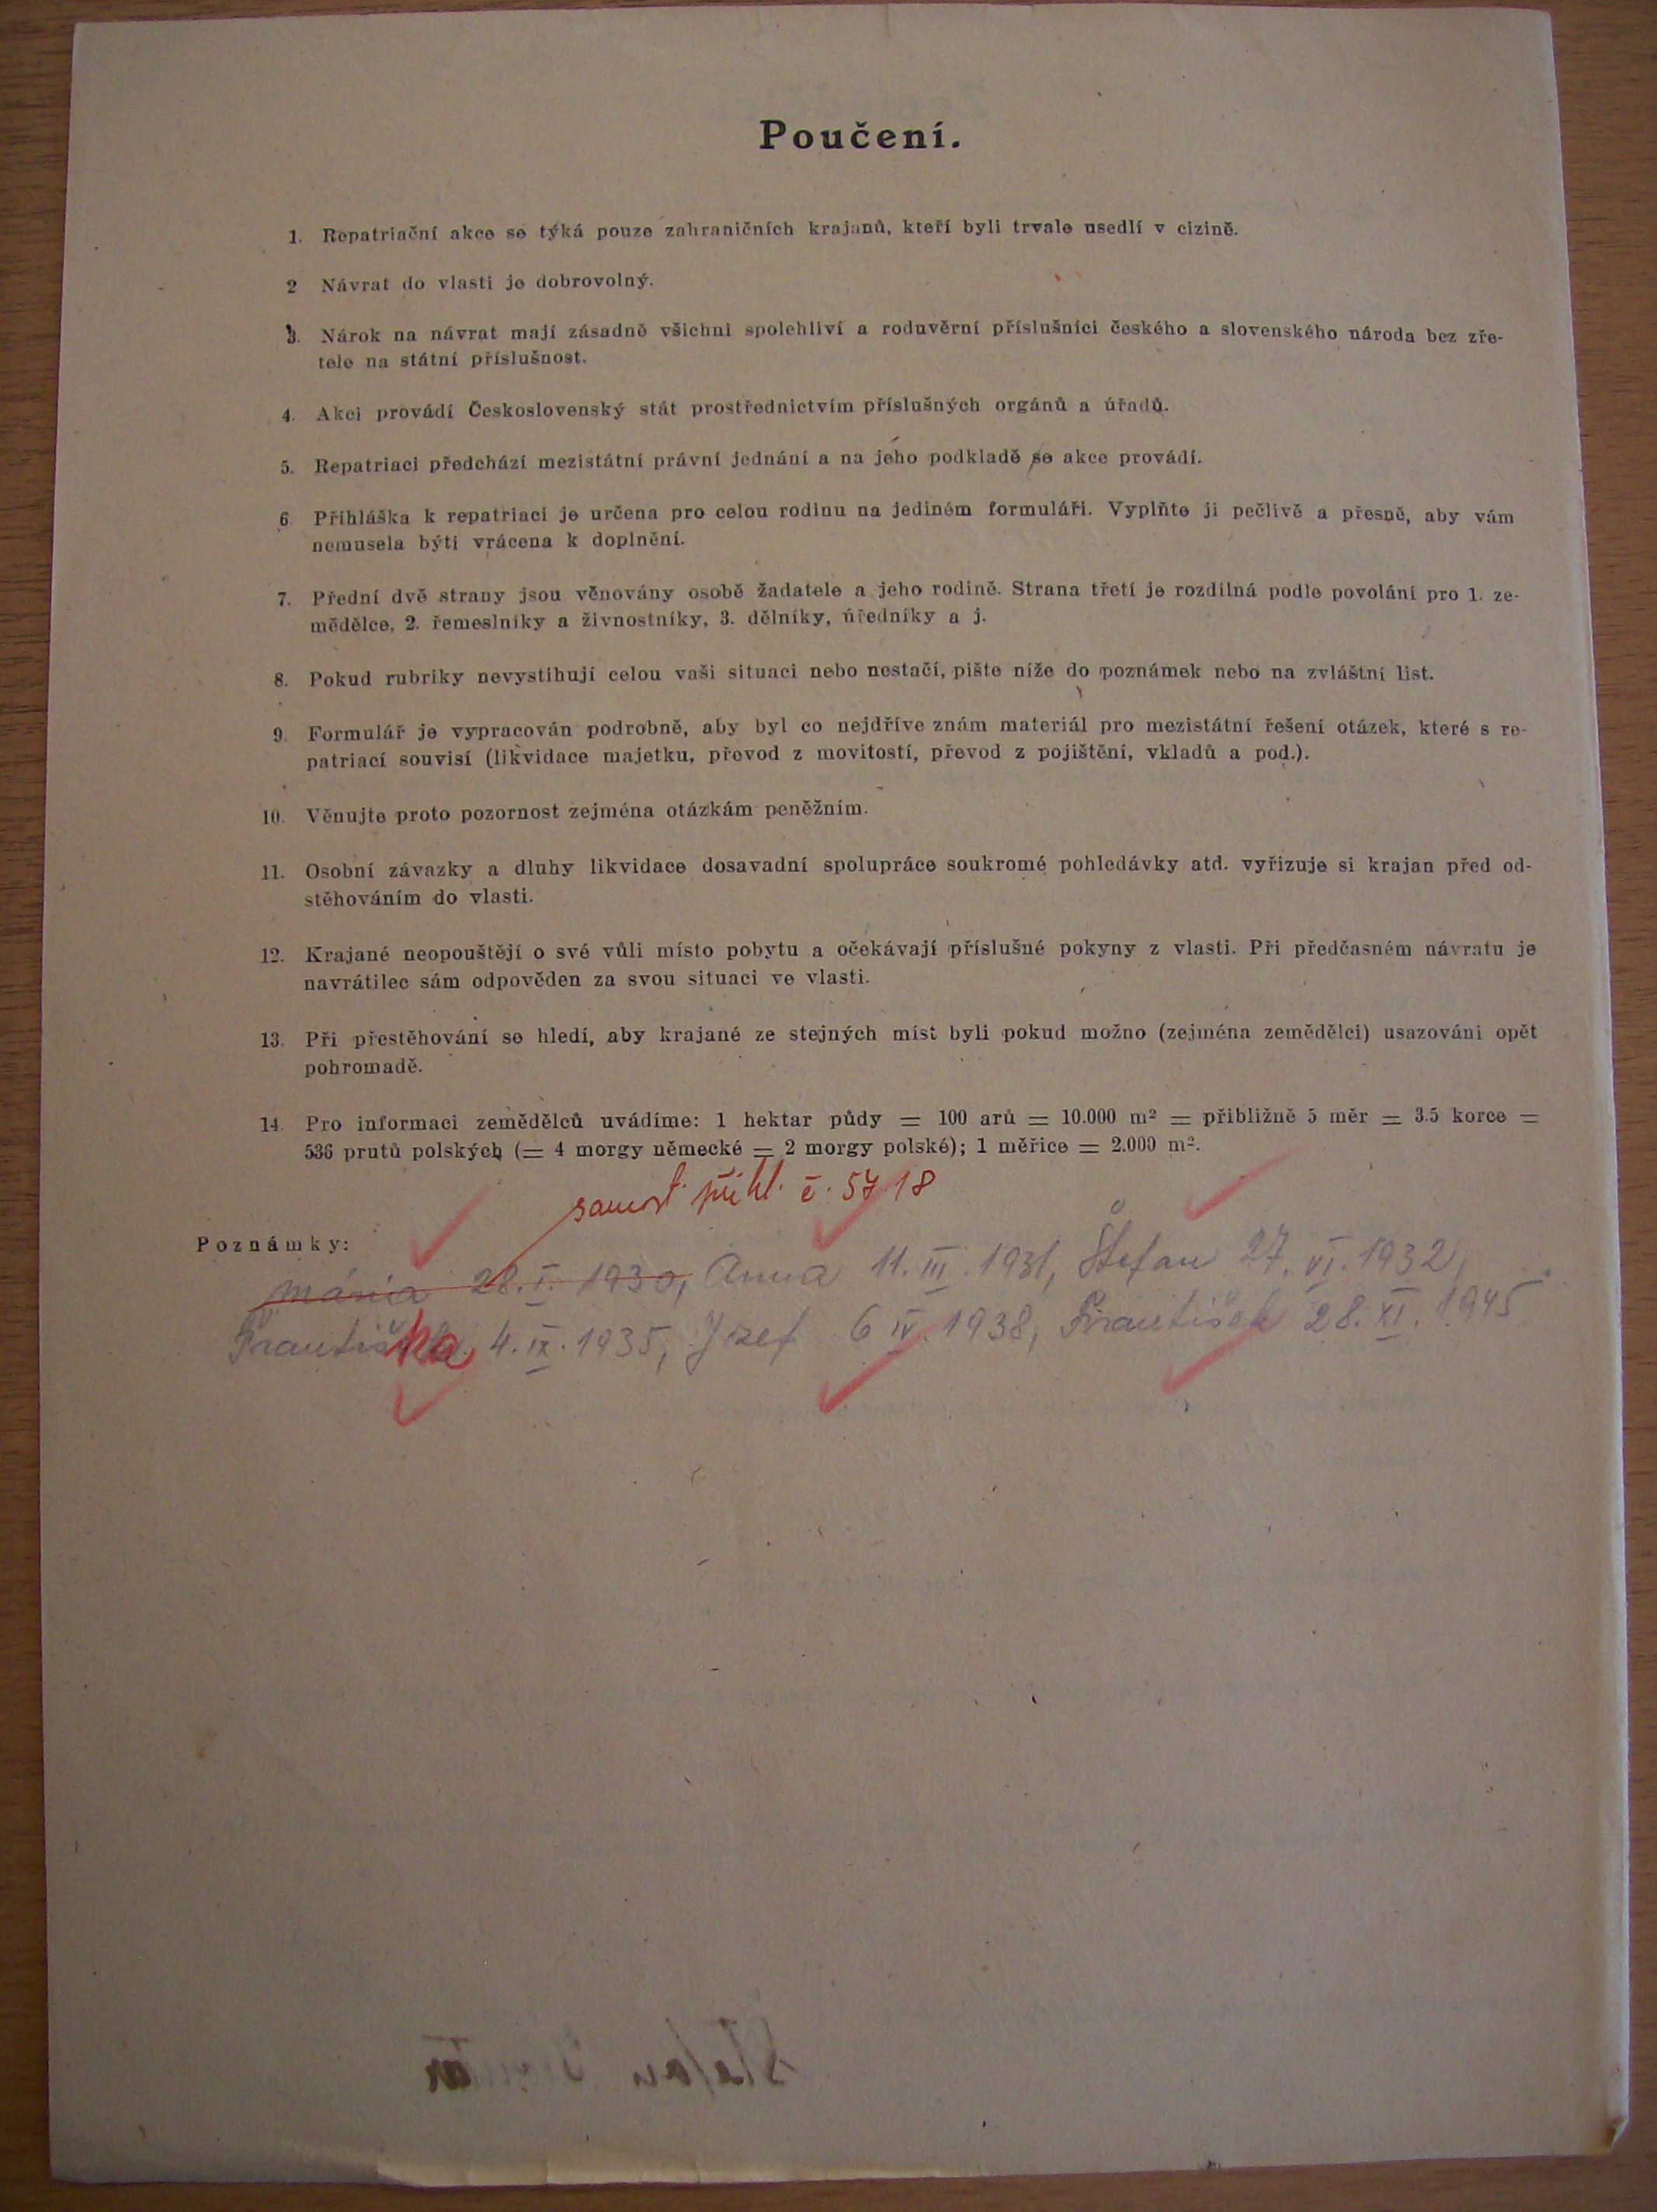 Poučení.
1. Repatriační akce se týká pouze zahraničních krajanů, kteří byli trvale usedlí v cizině.
2 Návrat do vlasti je dobrovolný.
3. Nárok na návrat mají zásadně všichni spolehliví a roduvěrní příslušníci českého a slovenského národa bez zře-
tele na státní příslušnost.
4. Akci provádí Československý stát prostřednictvím příslušných orgánů a úřadů.
5. Repatriaci předchází mezistátní právní jednání a na jeho podkladě se akce provádí.
6. Přihláška k repatriaci je určena pro celou rodinu na jediném formuláři. Vyplňte ji pečlivě a přesně, aby vám
nemusela býti vrácena k doplnění.
7. Přední dvě strany jsou věnovány osobě žadatele a jeho rodině. Strana třetí je rozdílná podle povolání pro 1. ze-
mědělce, 2. řemeslníky a živnostníky, 3. dělníky, úředníky a j.
8. Pokud rubriky nevystihují celou vaši situaci nebo nestačí, pište níže do poznámek nebo na zvláštní list.
9. Formulář je vypracován podrobně, aby byl co nejdříve znám materiál pro mezistátní řešení otázek, které s re-
patriací souvisí (likvidace majetku, převod z movitostí, převod z pojištění, vkladů a pod.).
10. Věnujte proto pozornost zejména otázkám peněžním.
11. Osobní závazky a dluhy likvidace dosavadní spolupráce soukromé pohledávky atd. vyřizuje si krajan před od-
stěhováním do vlasti.
12. Krajané neopouštějí o své vůli místo pobytu a očekávají příslušné pokyny z vlasti. Při předčasném návratu je
navrátilec sám odpověden za svou situaci ve vlasti.
13. Při přestěhování se hledí, aby krajané ze stejných míst byli pokud možno (zejména zemědělci) usazováni opět
pohromadě.
14. Pro informaci zemědělců uvádíme: 1 hektar půdy = 100 arů = 10.000 m² = přibližně 5 měr = 3.5 korce =
536 prutů polských (= 4 morgy německé = 2 morgy polské); 1 měřice = 2.000 m².
samost. přihl. č. 5718
Poznámky:
Mária 28. I. 1930, Anna 11. III. 1931, Štefan 27. VI. 1932,
Františka 4. IX. 1935, Jozef 6 IV. 1938, František 28. XI. 1945